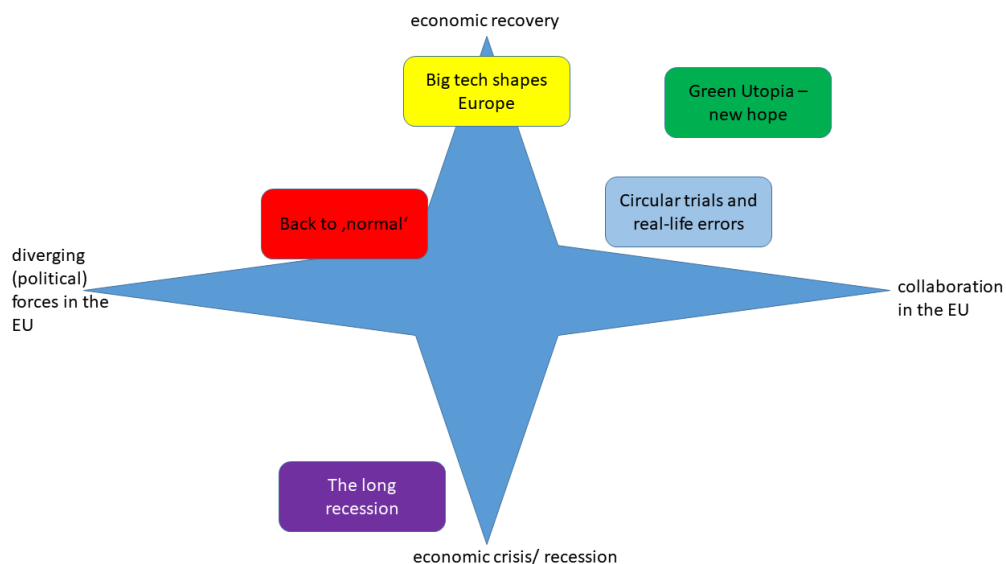 economic recovery
Big tech shapes
Europe
Green Utopia –
new hope
Circular trials and
real-life errors
Back to ‚normal‘
diverging
(political)
forces in the
EU
collaboration
in the EU
The long
recession
economic crisis/ recession